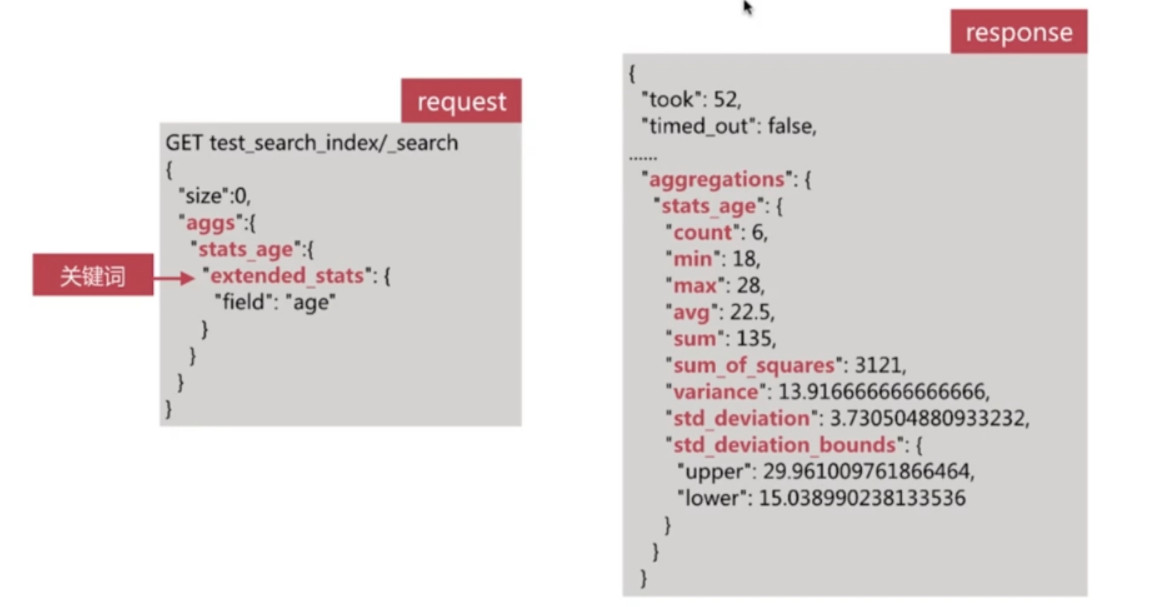 request
GET test_search_index/_search
{
"size":0,
"aggs":{
"stats_age":{
关键词
"extended_stats": {
"field": "age"
}
}
}
}
response
{
"took": 52,
"timed_out": false,
......
"aggregations": {
"stats_age": {
"count": 6,
"min": 18,
"max": 28,
"avg": 22.5,
"sum": 135,
"sum_of_squares": 3121,
"variance": 13.916666666666666,
"std_deviation": 3.730504880933232,
"std_deviation_bounds": {
"upper": 29.961009761866464,
"lower": 15.038990238133536
}
}
}